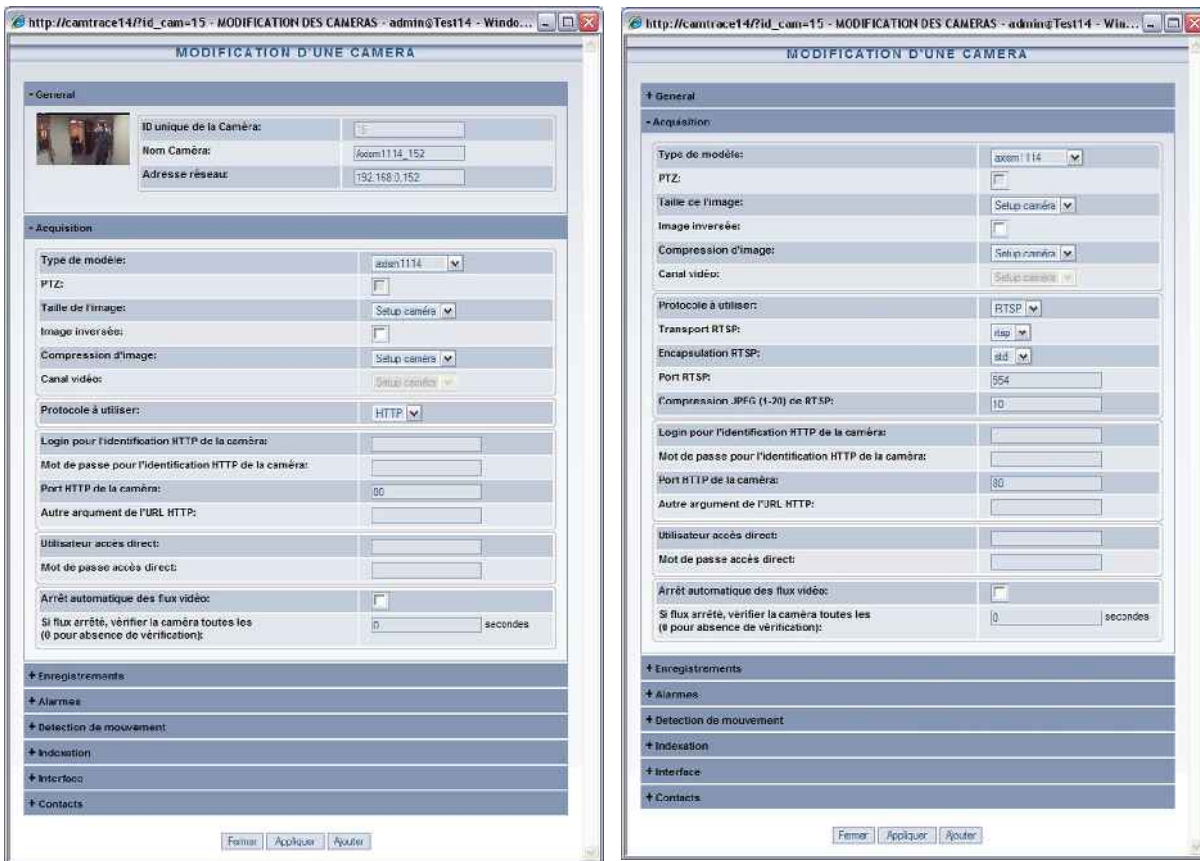 http://camtrace14/?id_cam=15 - MODIFICATION DES CAMERAS - admin@Test14 - Windo...
MODIFICATION D'UNE CAMERA
- General
ID unique de la Caméra: 15
Nom Caméra: Axism1114_152
Adresse réseau: 192.168.0.152
- Acquisition
Type de modèle: axism1114
PTZ:
Taille de l'image: Setup caméra
Image inversée:
Compression d'image: Setup caméra
Canal vidéo: Setup caméra
Protocole à utiliser: HTTP
Login pour l'identification HTTP de la caméra:
Mot de passe pour l'identification HTTP de la caméra:
Port HTTP de la caméra: 80
Autre argument de l'URL HTTP:
Utilisateur accès direct:
Mot de passe accès direct:
Arrêt automatique des flux vidéo:
Si flux arrêté, vérifier la caméra toutes les 0 secondes
(0 pour absence de vérification):
+ Enregistrements
+ Alarmes
+ Detection de mouvement
+ Indexation
+ Interface
+ Contacts
Fermer Appliquer Ajouter
http://camtrace14/?id_cam=15 - MODIFICATION DES CAMERAS - admin@Test14 - Win...
MODIFICATION D'UNE CAMERA
+ General
- Acquisition
Type de modèle: axism1114
PTZ:
Taille de l'image: Setup caméra
Image inversée:
Compression d'image: Setup caméra
Canal vidéo: Setup caméra
Protocole à utiliser: RTSP
Transport RTSP: rtsp
Encapsulation RTSP: std
Port RTSP: 554
Compression JPEG (1-20) de RTSP: 10
Login pour l'identification HTTP de la caméra:
Mot de passe pour l'identification HTTP de la caméra:
Port HTTP de la caméra: 80
Autre argument de l'URL HTTP:
Utilisateur accès direct:
Mot de passe accès direct:
Arrêt automatique des flux vidéo:
Si flux arrêté, vérifier la caméra toutes les 0 secondes
(0 pour absence de vérification):
+ Enregistrements
+ Alarmes
+ Detection de mouvement
+ Indexation
+ Interface
+ Contacts
Fermer Appliquer Ajouter